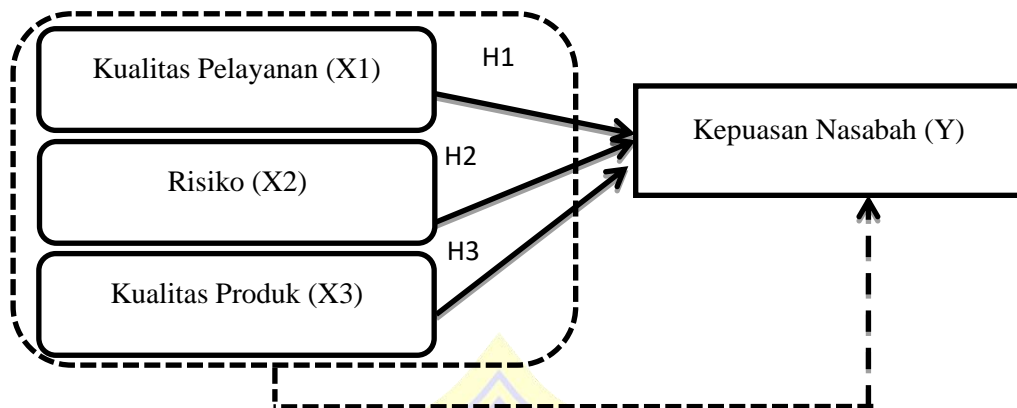 Kualitas Pelayanan (X1)
H1
Kepuasan Nasabah (Y)
H2
Risiko (X2)
H3
Kualitas Produk (X3)